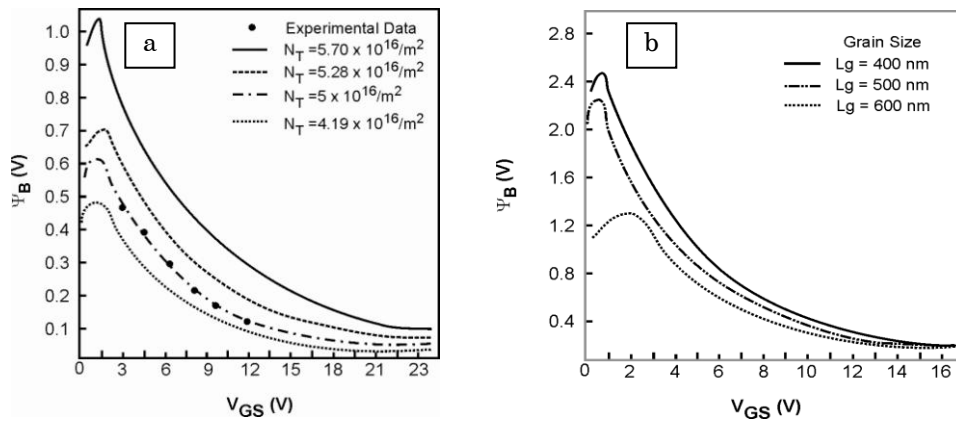 a
Experimental Data
N_T = 5.70 x 10^16/m^2
N_T = 5.28 x 10^16/m^2
N_T = 5 x 10^16/m^2
N_T = 4.19 x 10^16/m^2
1.0
0.9
0.8
0.7
0.6
0.5
0.4
0.3
0.2
0.1
Ψ_B (V)
0 3 6 9 12 15 18 21 24
V_GS (V)
b
Grain Size
Lg = 400 nm
Lg = 500 nm
Lg = 600 nm
2.8
2.4
2.0
1.6
1.2
0.8
0.4
Ψ_B (V)
0 2 4 6 8 10 12 14 16
V_GS (V)